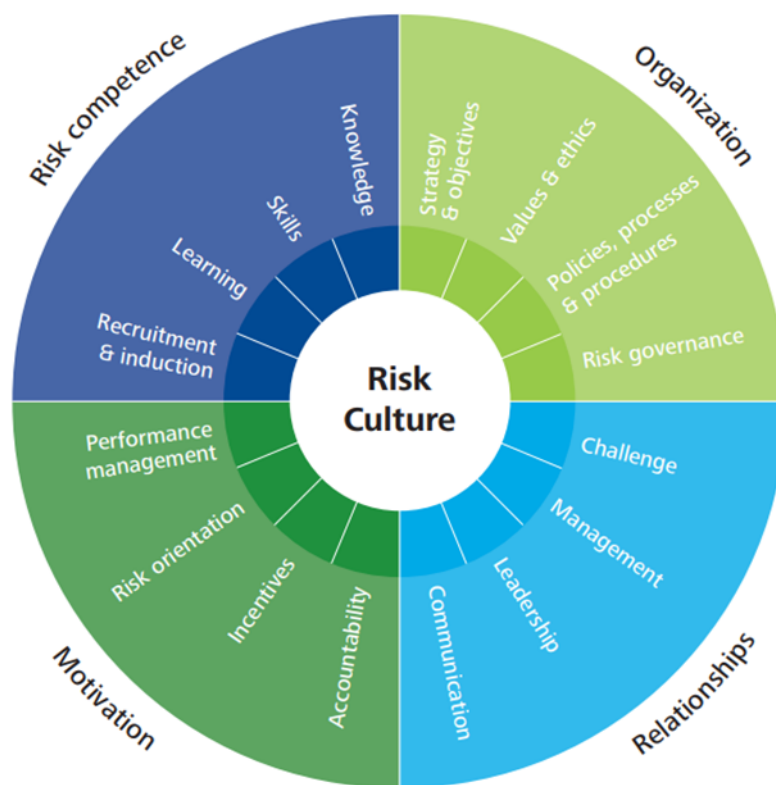 Risk competence
Knowledge
Skills
Learning
Recruitment
& induction
Organization
Strategy
& objectives
Values & ethics
Policies, processes
& procedures
Risk governance
Risk
Culture
Performance
management
Risk orientation
Incentives
Accountability
Motivation
Challenge
Management
Leadership
Communication
Relationships